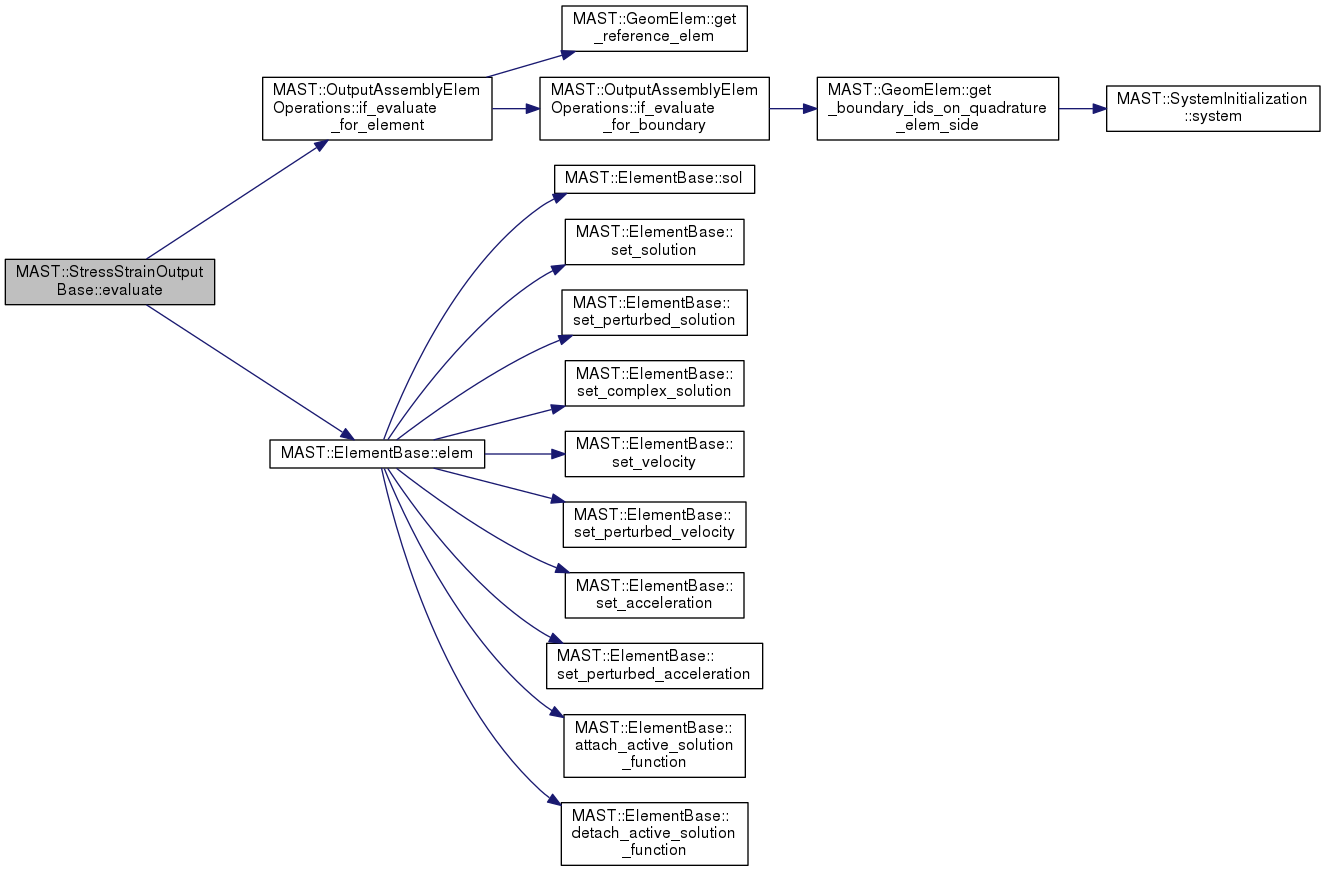 MAST::GeomElem::get
_reference_elem
MAST::OutputAssemblyElem
Operations::if_evaluate
_for_element
MAST::OutputAssemblyElem
Operations::if_evaluate
_for_boundary
MAST::GeomElem::get
_boundary_ids_on_quadrature
_elem_side
MAST::SystemInitialization
::system
MAST::StressStrainOutput
Base::evaluate
MAST::ElementBase::elem
MAST::ElementBase::sol
MAST::ElementBase::
set_solution
MAST::ElementBase::
set_perturbed_solution
MAST::ElementBase::
set_complex_solution
MAST::ElementBase::
set_velocity
MAST::ElementBase::
set_perturbed_velocity
MAST::ElementBase::
set_acceleration
MAST::ElementBase::
set_perturbed_acceleration
MAST::ElementBase::
attach_active_solution
_function
MAST::ElementBase::
detach_active_solution
_function